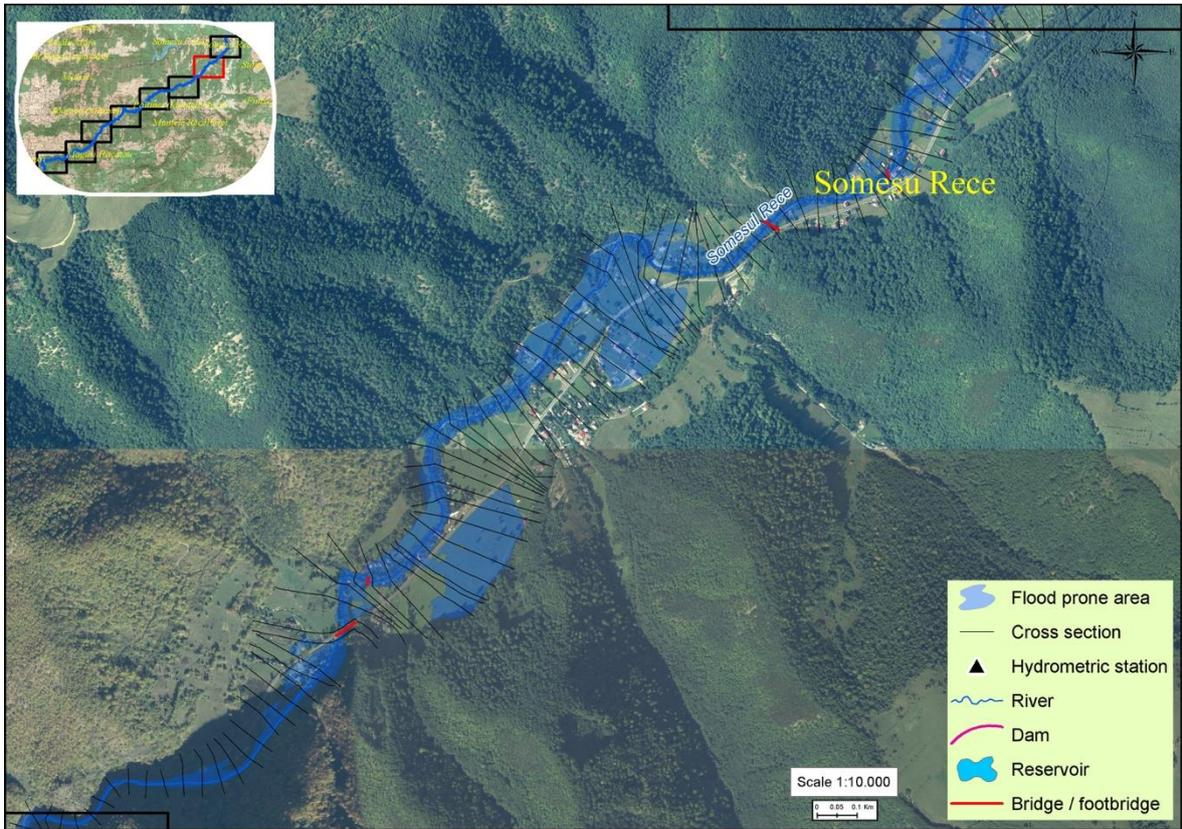 N
W
E
S
Somesu Rece
Somesul Rece
Flood prone area
Cross section
Hydrometric station
River
Dam
Reservoir
Bridge / footbridge
Scale 1:10.000
0 0.05 0.1 Km